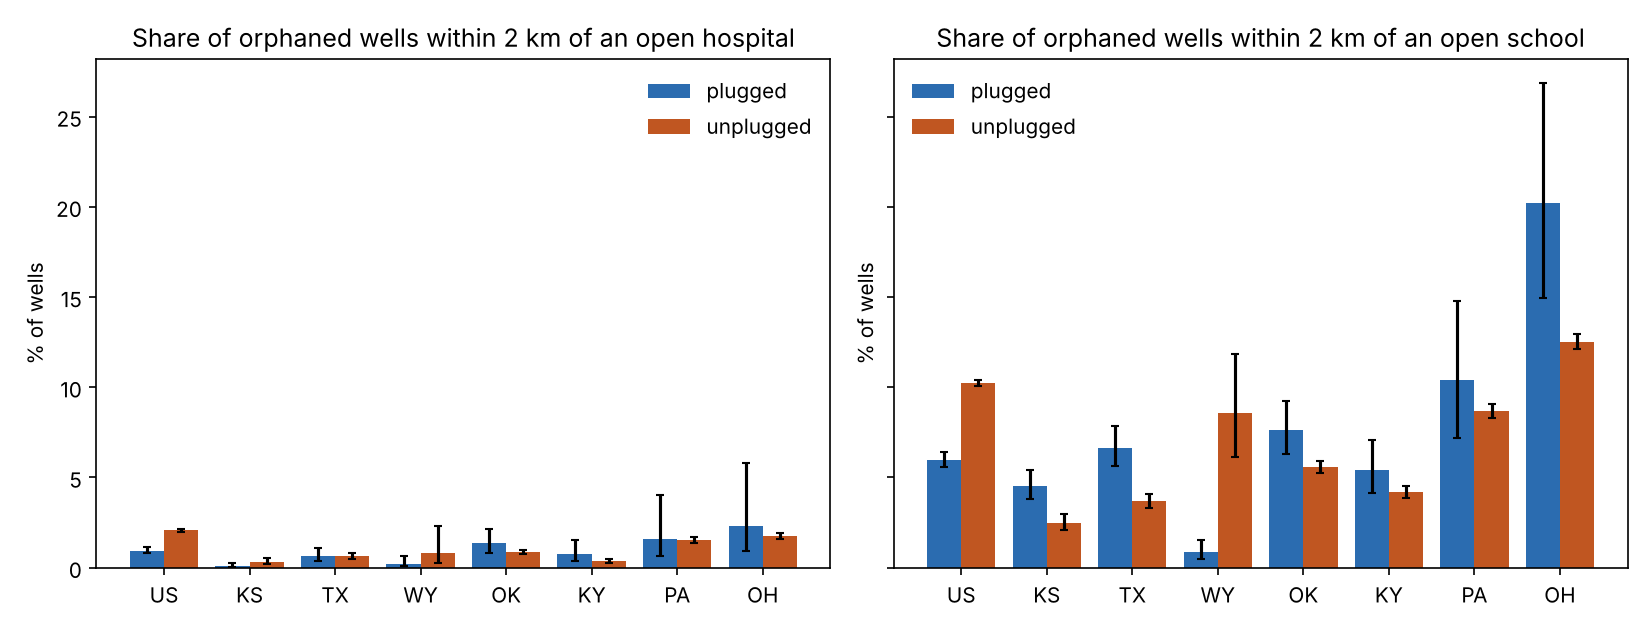 Share of orphaned wells within 2 km of an open hospital
plugged
unplugged
% of wells
25
20
15
10
5
0
US KS TX WY OK KY PA OH
Share of orphaned wells within 2 km of an open school
plugged
unplugged
% of wells
US KS TX WY OK KY PA OH